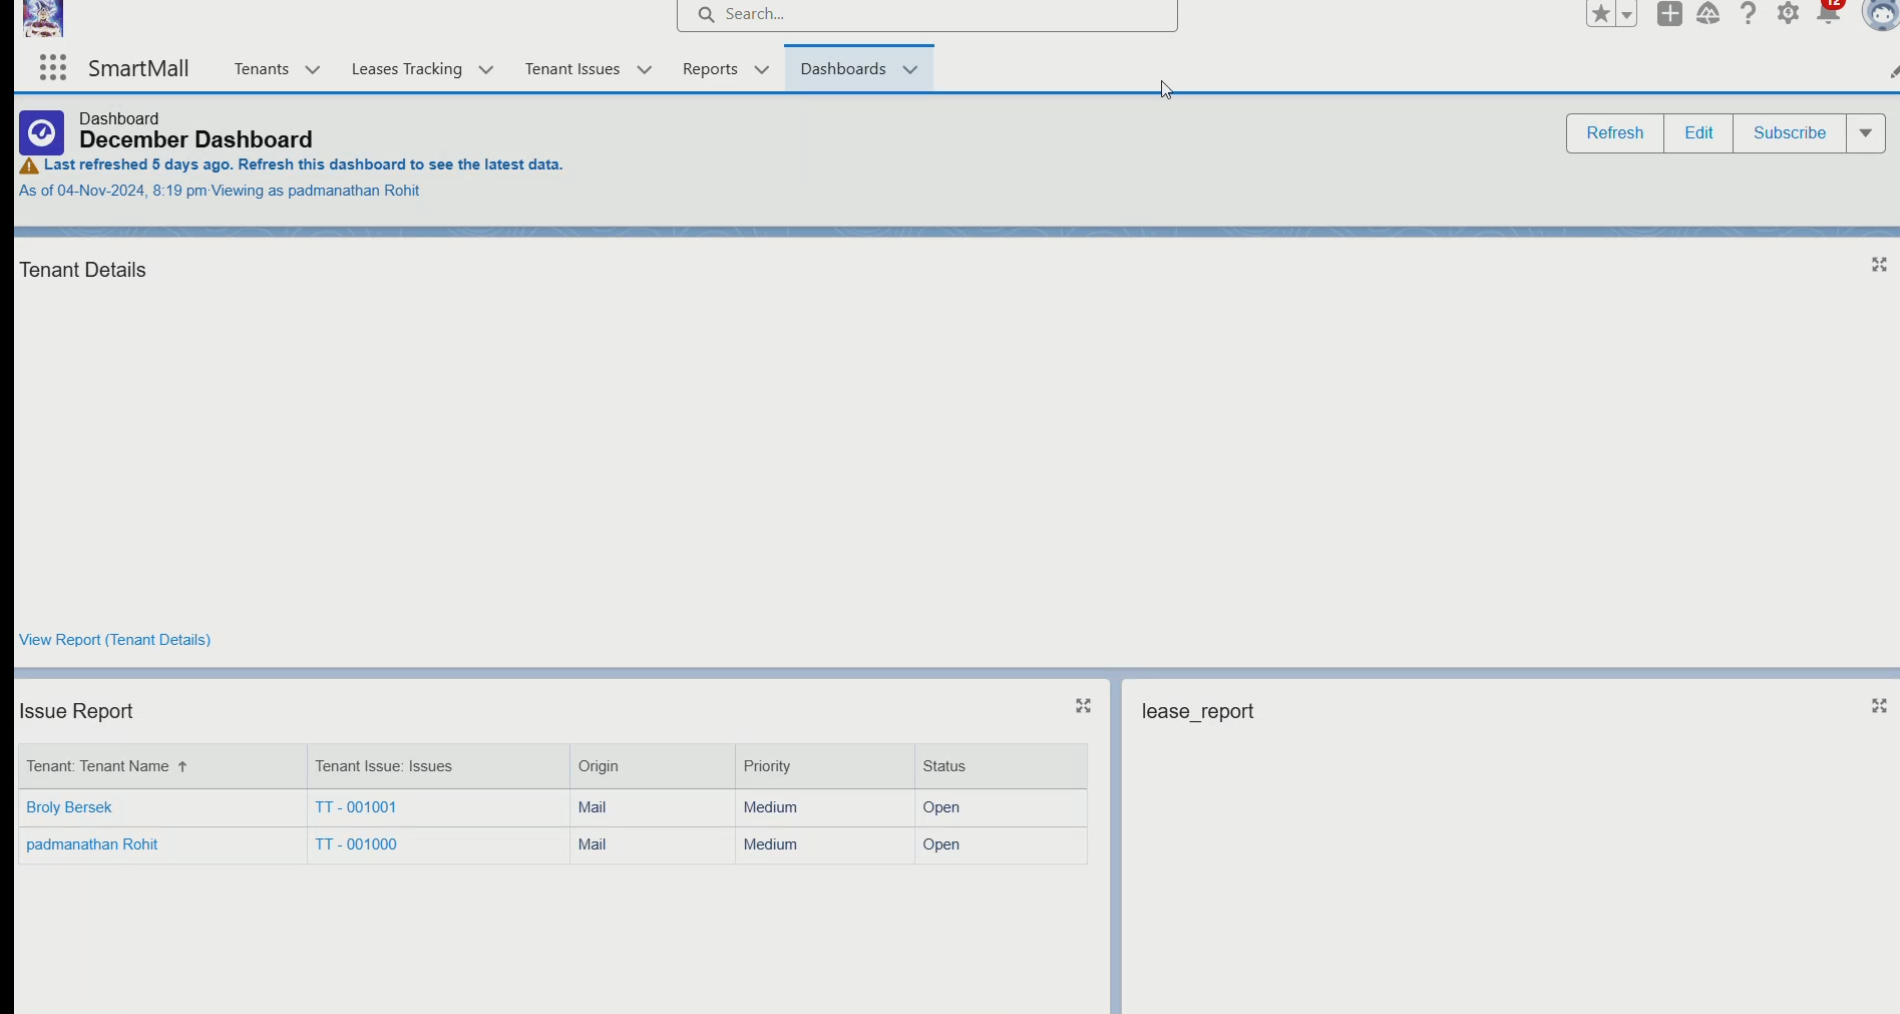 Search...
12
SmartMall Tenants Leases Tracking Tenant Issues Reports Dashboards
Dashboard
December Dashboard
Refresh Edit Subscribe
Last refreshed 5 days ago. Refresh this dashboard to see the latest data.
As of 04-Nov-2024, 8:19 pm·Viewing as padmanathan Rohit
Tenant Details
View Report (Tenant Details)
Issue Report
Tenant: Tenant Name ↑ Tenant Issue: Issues Origin Priority Status
Broly Bersek TT - 001001 Mail Medium Open
padmanathan Rohit TT - 001000 Mail Medium Open
lease_report